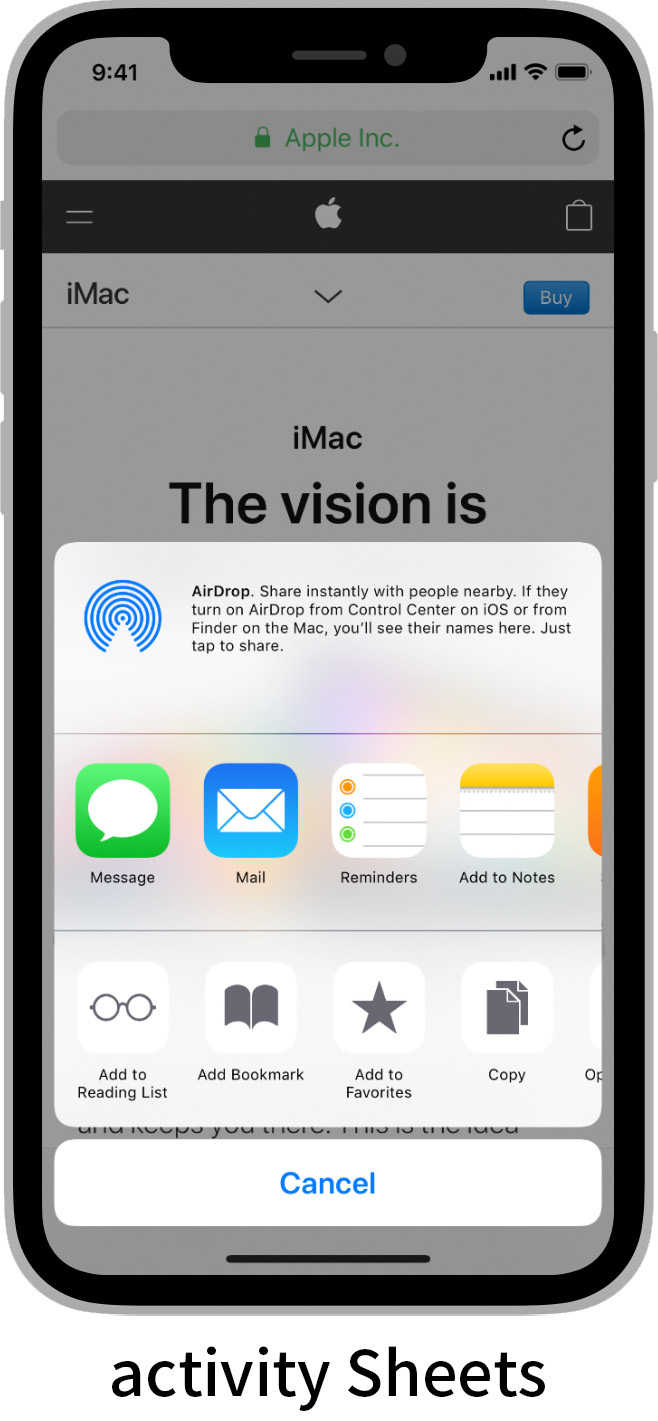 9:41
Apple Inc.
iMac
Buy
iMac
The vision is
AirDrop. Share instantly with people nearby. If they
turn on AirDrop from Control Center on iOS or from
Finder on the Mac, you'll see their names here. Just
tap to share.
Message Mail Reminders Add to Notes
Add to Reading List
Add Bookmark
Add to Favorites
Copy
Op
and keeps you there. This is the idea
Cancel
activity Sheets